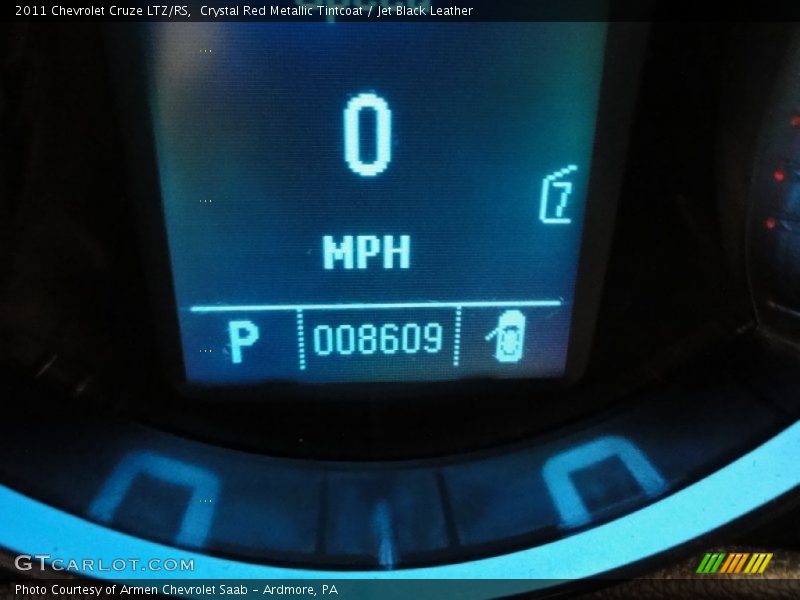 2011 Chevrolet Cruze LTZ/RS, Crystal Red Metallic Tintcoat / Jet Black Leather
0
7
MPH
P 008609
GTCARLOT.COM
Photo Courtesy of Armen Chevrolet Saab - Ardmore, PA